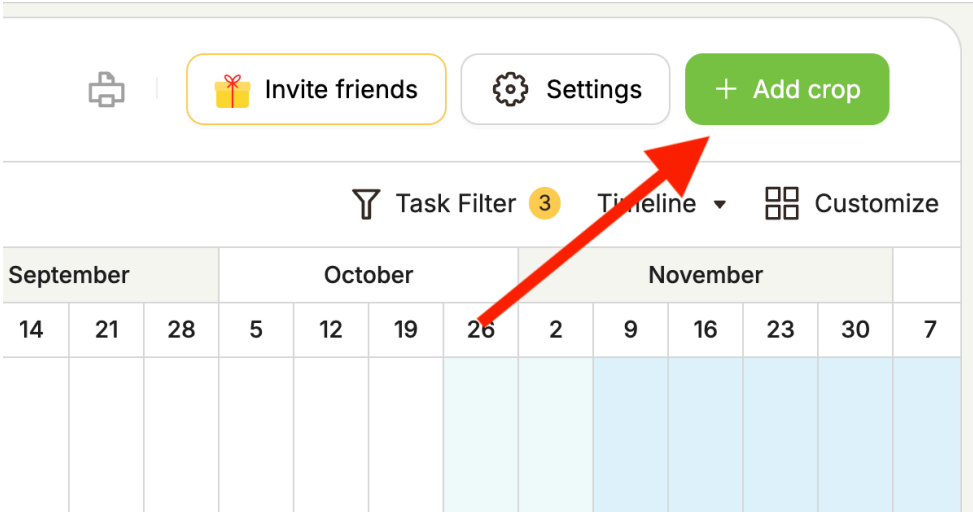 Invite friends Settings + Add crop
Task Filter 3 Timeline Customize
September October November
14 21 28 5 12 19 26 2 9 16 23 30 7